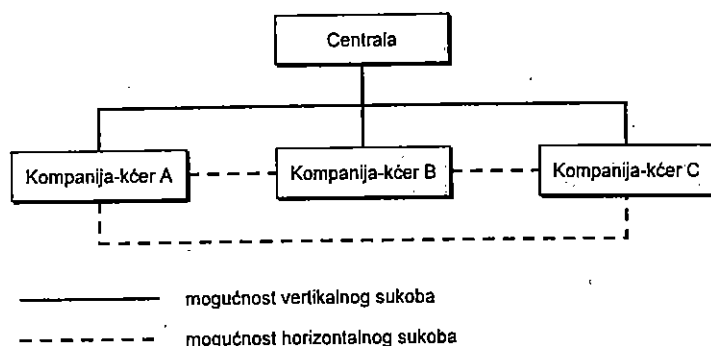 Centrala
Kompanija-kćer A
Kompanija-kćer B
Kompanija-kćer C
mogućnost vertikalnog sukoba
mogućnost horizontalnog sukoba